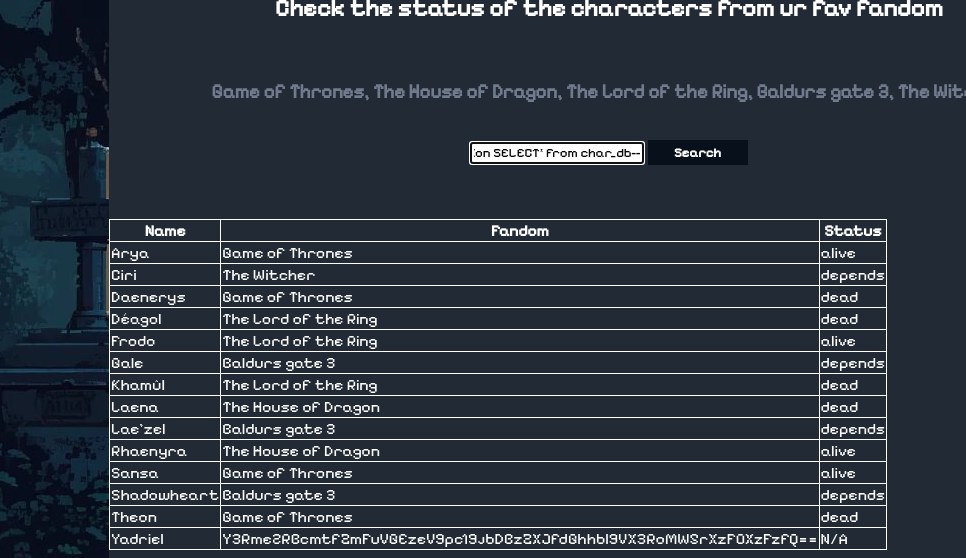 Check the status of the characters from ur fav fandom
Game of Thrones, The House of Dragon, The Lord of the Ring, Baldurs gate 3, The Wit
on SELECT* from char_db-- Search
Name Fandom Status
Arya Game of Thrones alive
Ciri The Witcher depends
Daenerys Game of Thrones dead
Déagol The Lord of the Ring dead
Frodo The Lord of the Ring alive
Gale Baldurs gate 3 depends
Khamûl The Lord of the Ring dead
Laena The House of Dragon dead
Lae'zel Baldurs gate 3 depends
Rhaenyra The House of Dragon alive
Sansa Game of Thrones alive
Shadowheart Baldurs gate 3 depends
Theon Game of Thrones dead
Yadriel N/A